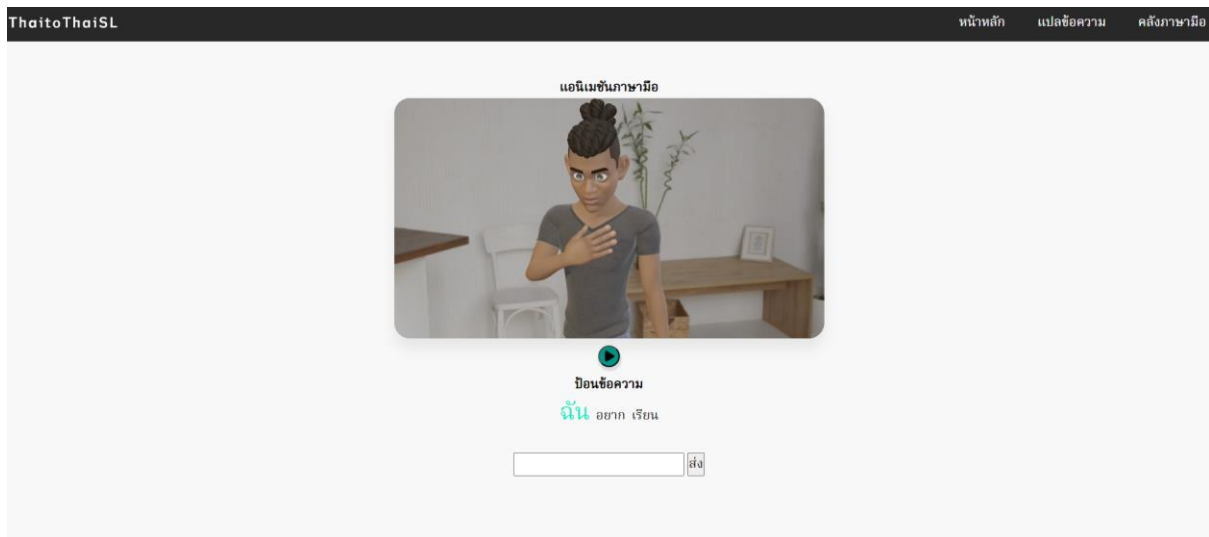 ThaitoThaiSL หน้าหลัก แปลข้อความ คลังภาษามือ
แอนิเมชันภาษามือ
ป้อนข้อความ
ฉัน อยาก เรียน
ส่ง